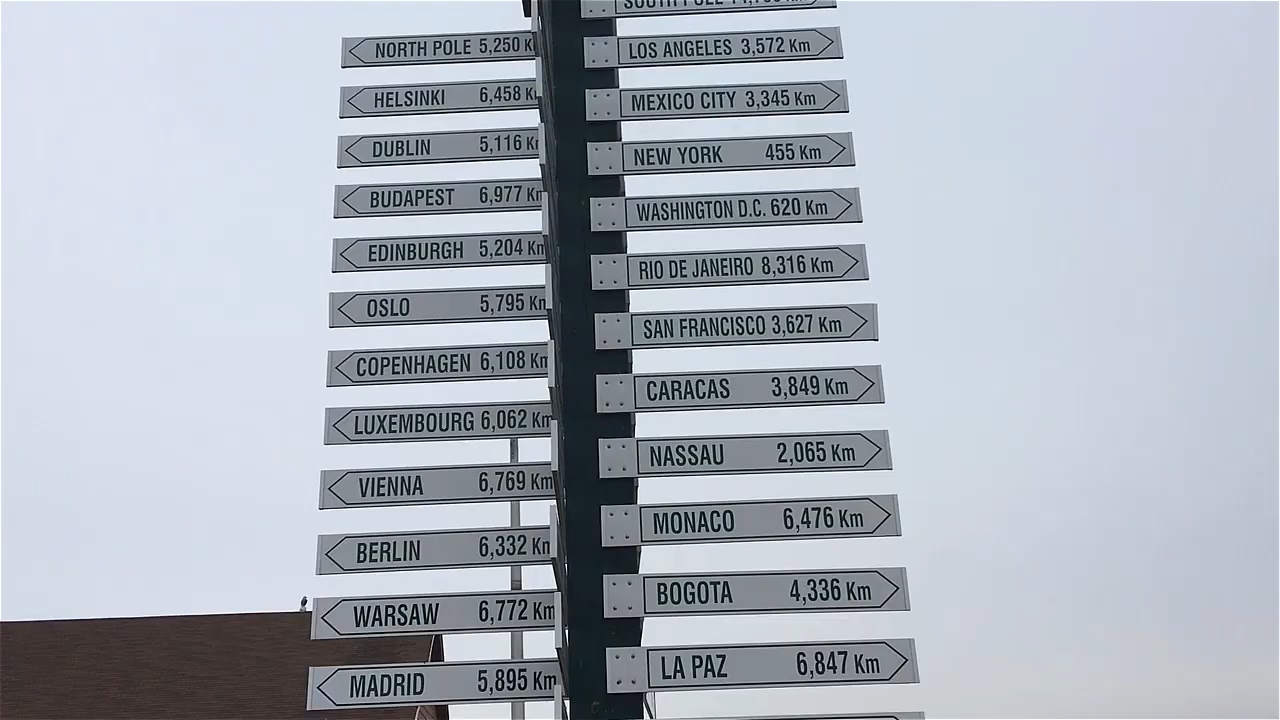 NORTH POLE 5,250 K
HELSINKI 6,458 K
DUBLIN 5,116 K
BUDAPEST 6,977 Km
EDINBURGH 5,204 Km
OSLO 5,795 Km
COPENHAGEN 6,108 Km
LUXEMBOURG 6,062 Km
VIENNA 6,769 Km
BERLIN 6,332 Km
WARSAW 6,772 Km
MADRID 5,895 Km
SOUTH POLE
LOS ANGELES 3,572 Km
MEXICO CITY 3,345 Km
NEW YORK 455 Km
WASHINGTON D.C. 620 Km
RIO DE JANEIRO 8,316 Km
SAN FRANCISCO 3,627 Km
CARACAS 3,849 Km
NASSAU 2,065 Km
MONACO 6,476 Km
BOGOTA 4,336 Km
LA PAZ 6,847 Km